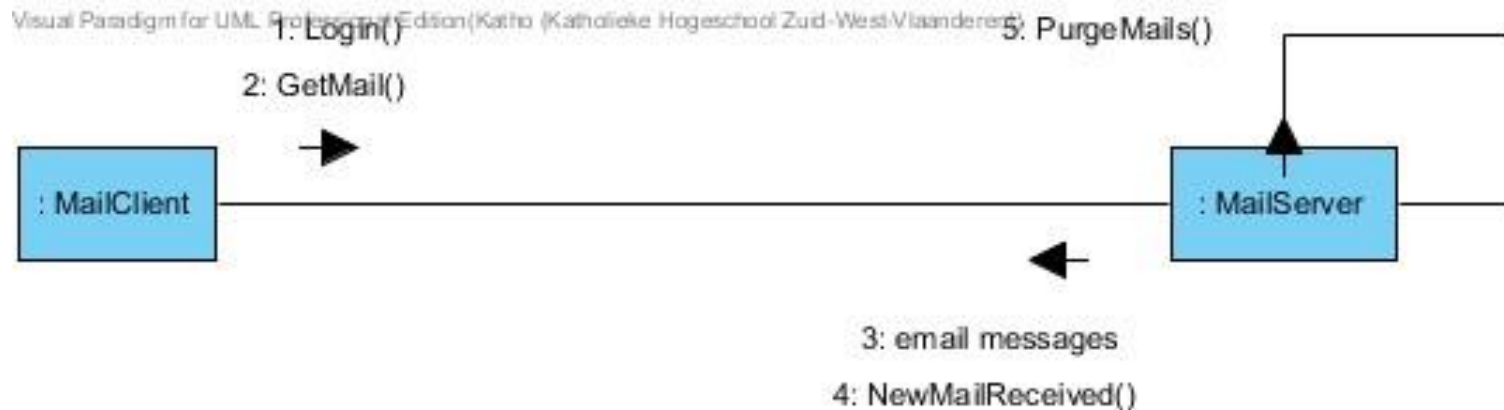 Visual Paradigm for UML Professional Edition(Katho (Katholieke Hogeschool Zuid-West-Vlaanderen))
1: Login()
5: PurgeMails()
2: GetMail()
: MailClient
: MailServer
3: email messages
4: NewMailReceived()